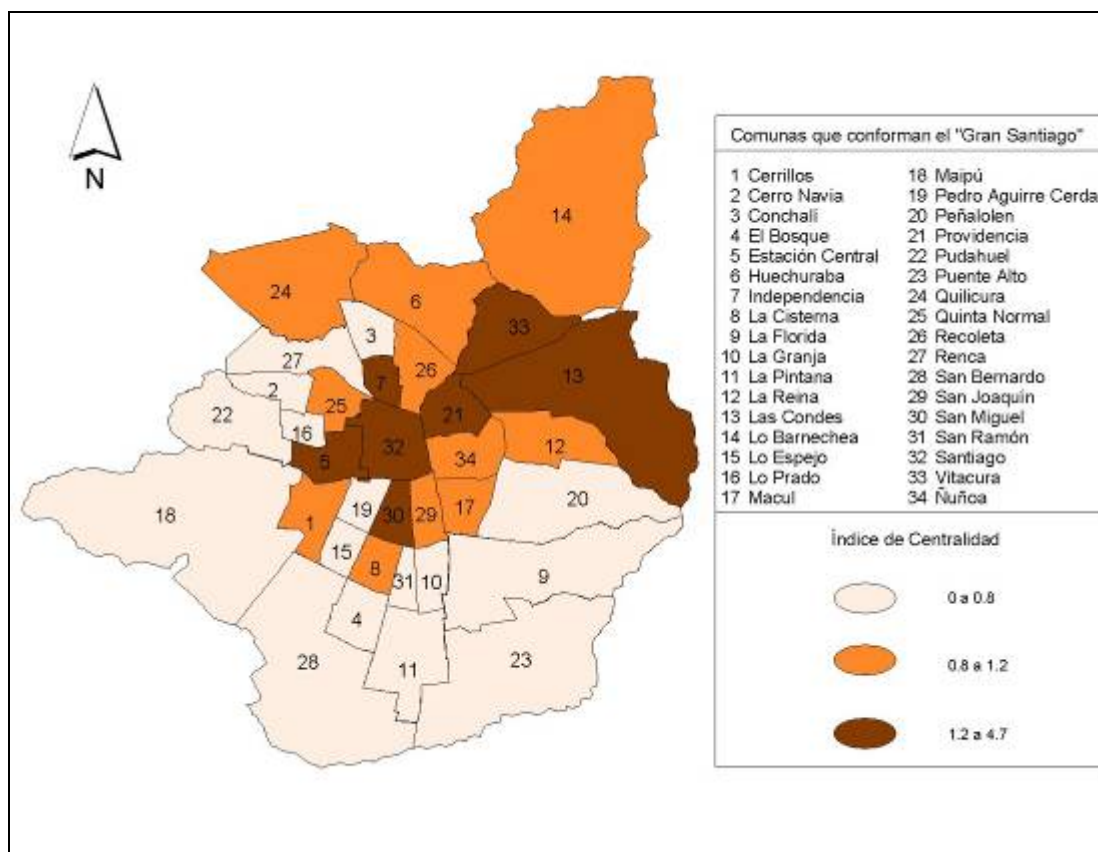 N
14
24
6
33
3
27
13
7
26
2
25
21
22
16
32
12
5
34
20
18
19
30
29
17
1
15
8
31
10
9
4
28
11
23
Comunas que conforman el "Gran Santiago"
1 Cerrillos
2 Cerro Navia
3 Conchalí
4 El Bosque
5 Estación Central
6 Huechuraba
7 Independencia
8 La Cisterna
9 La Florida
10 La Granja
11 La Pintana
12 La Reina
13 Las Condes
14 Lo Barnechea
15 Lo Espejo
16 Lo Prado
17 Macul
18 Maipú
19 Pedro Aguirre Cerda
20 Peñalolen
21 Providencia
22 Pudahuel
23 Puente Alto
24 Quilicura
25 Quinta Normal
26 Recoleta
27 Renca
28 San Bernardo
29 San Joaquín
30 San Miguel
31 San Ramón
32 Santiago
33 Vitacura
34 Ñuñoa
Índice de Centralidad
0 a 0.8
0.8 a 1.2
1.2 a 4.7